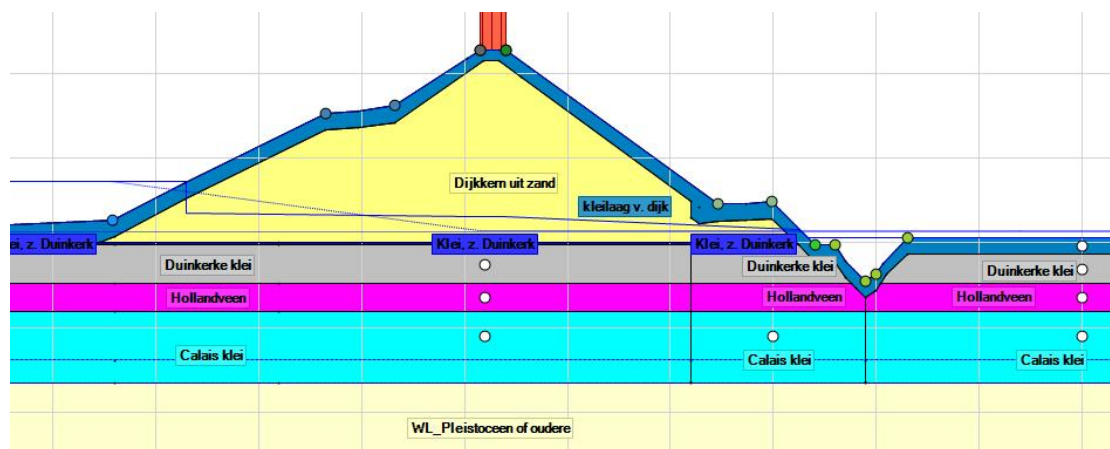 Dijkkern uit zand
kleilaag v. dijk
lei, z. Duinkerk
Klei, z. Duinkerk
Klei, z. Duinkerk
Duinkerke klei
Duinkerke klei
Duinkerke klei
Hollandveen
Hollandveen
Hollandveen
Calais klei
Calais klei
Calais klei
WL_Pleistoceen of oudere